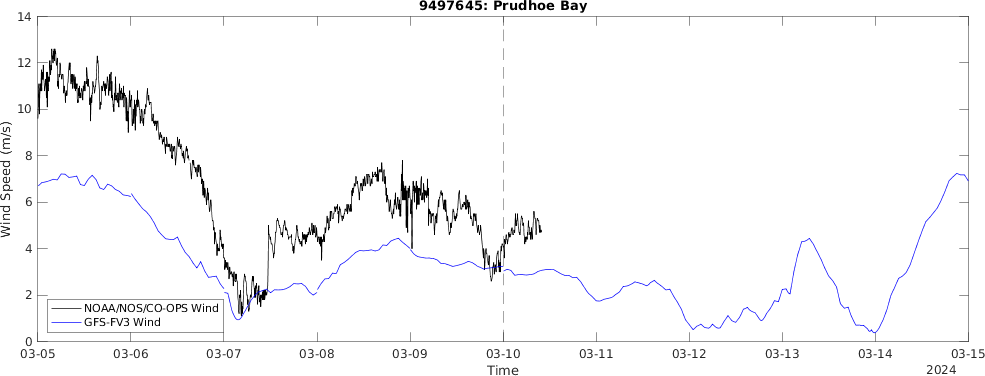 9497645: Prudhoe Bay
14
12
10
8
6
4
2
0
Wind Speed (m/s)
NOAA/NOS/CO-OPS Wind
GFS-FV3 Wind
03-05 03-06 03-07 03-08 03-09 03-10 03-11 03-12 03-13 03-14 03-15
Time
2024